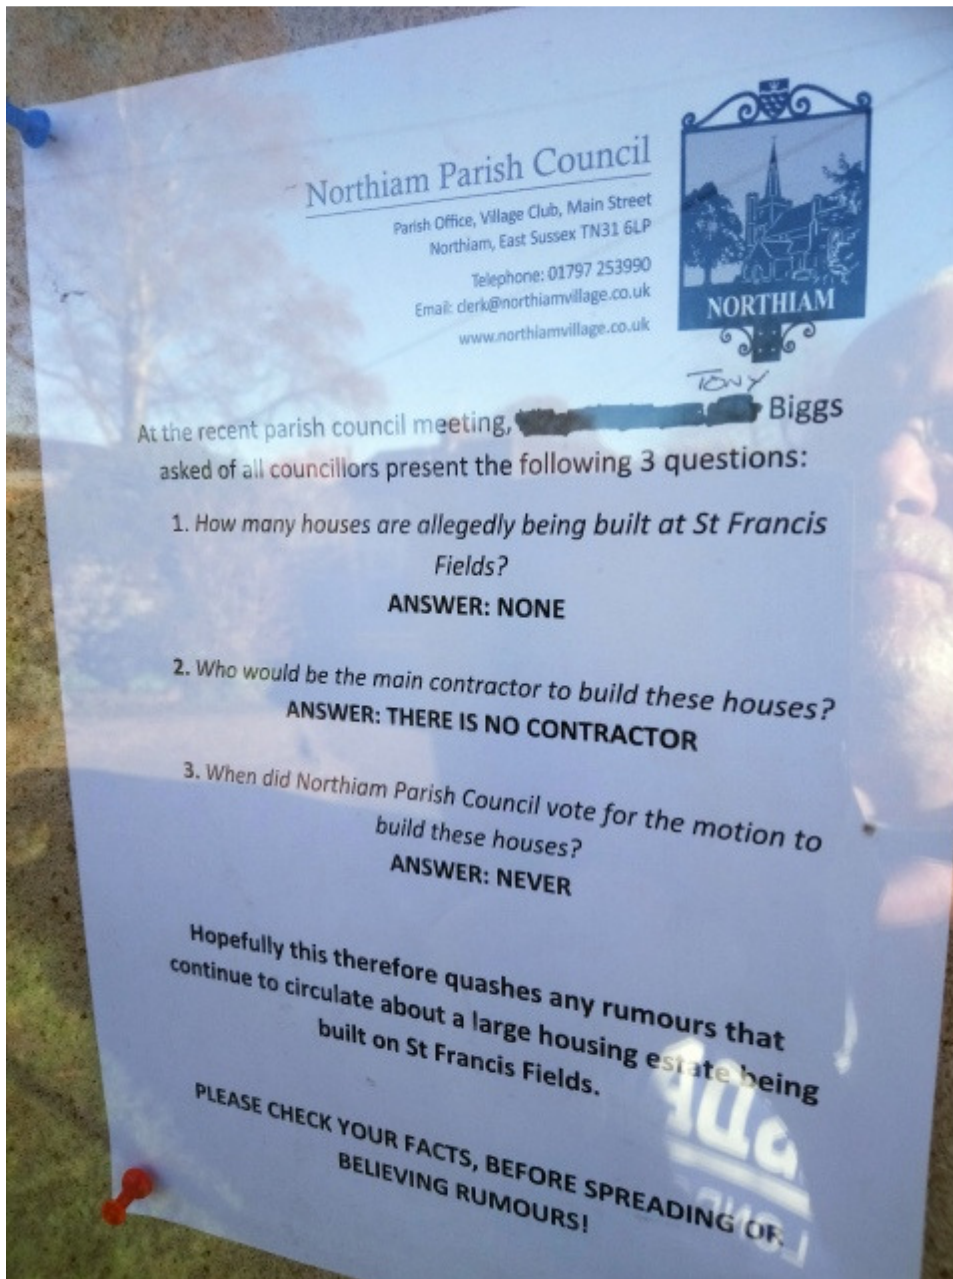 Northiam Parish Council
Parish Office, Village Club, Main Street
Northiam, East Sussex TN31 6LP
Telephone: 01797 253990
Email: clerk@northiamvillage.co.uk
www.northiamvillage.co.uk
NORTHIAM
TONY
At the recent parish council meeting, Biggs
asked of all councillors present the following 3 questions:
1. How many houses are allegedly being built at St Francis
Fields?
ANSWER: NONE
2. Who would be the main contractor to build these houses?
ANSWER: THERE IS NO CONTRACTOR
3. When did Northiam Parish Council vote for the motion to
build these houses?
ANSWER: NEVER
Hopefully this therefore quashes any rumours that
continue to circulate about a large housing estate being
built on St Francis Fields.
PLEASE CHECK YOUR FACTS, BEFORE SPREADING OR
BELIEVING RUMOURS!